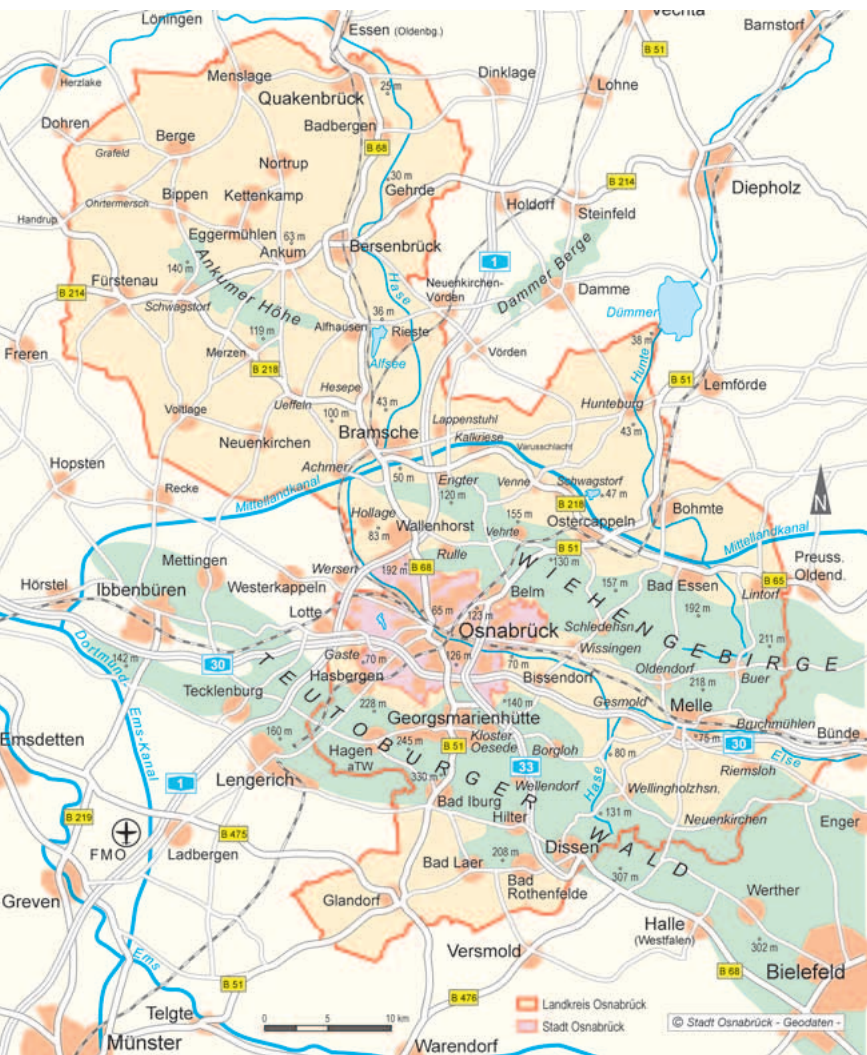 Löningen
Essen (Oldenbg.)
Vechta
Barnstorf
B 51
Herzlake
Menslage
25 m
Dinklage
Lohne
Quakenbrück
Dohren
Badbergen
Berge
B 68
Grafeld
Nortrup
30 m
B 214
Diepholz
Ohrtermersch
Bippen
Kettenkamp
Gehrde
Holdorf
Steinfeld
Handrup
Eggermühlen
63 m
Ankum
Bersenbrück
140 m
Ankumer Höhe
1
Dammer Berge
Fürstenau
B 214
Schwagstorf
Hase
Neuenkirchen-
Vörden
Damme
Dümmer
36 m
119 m
Alfhausen
Rieste
38 m
Freren
Merzen
Alfsee
Vörden
Hunte
B 218
Hesepe
B 51
Lemförde
Voltlage
Ueffeln
100 m
43 m
Hunteburg
Lappenstuhl
43 m
Neuenkirchen
Bramsche
Kalkriese
Varusschlacht
Hopsten
Achmer
50 m
Engter
Venne
Schwagstorf
Recke
Mittellandkanal
120 m
47 m
B 218
Bohmte
N
Hollage
83 m
Wallenhorst
155 m
Vehrte
Ostercappeln
Mittellandkanal
Mettingen
Rulle
B 51
Preuss.
Oldend.
Hörstel
Ibbenbüren
Westerkappeln
Wersen
192 m
B 68
130 m
157 m
Bad Essen
B 65
Lintorf
WIEHENGEBIRGE
Lotte
65 m
Belm
123 m
192 m
Osnabrück
Schledehsn.
211 m
Dortmund-
Ems-Kanal
30
142 m
Gaste
70 m
126 m
70 m
Wissingen
Oldendorf
Hasbergen
Bissendorf
218 m
Buer
Tecklenburg
TEUTOBURGER WALD
228 m
140 m
Gesmold
Melle
Georgsmarienhütte
Bruchmühlen
Emsdetten
160 m
Hagen
aTW
245 m
B 51
Kloster
Oesede
Borgloh
80 m
75 m
30
Bünde
Else
1
Lengerich
330 m
33
Wellendorf
Hase
Riemsloh
Wellingholzhsn.
Bad Iburg
B 219
FMO
B 475
Hilter
131 m
Neuenkirchen
Enger
Ladbergen
Bad Laer
208 m
Dissen
Greven
Glandorf
Bad
Rothenfelde
307 m
Werther
Halle
(Westfalen)
302 m
Ems
Versmold
B 68
Bielefeld
B 51
B 476
Telgte
0 5 10 km
Landkreis Osnabrück
Stadt Osnabrück
© Stadt Osnabrück - Geodaten -
Münster
Warendorf